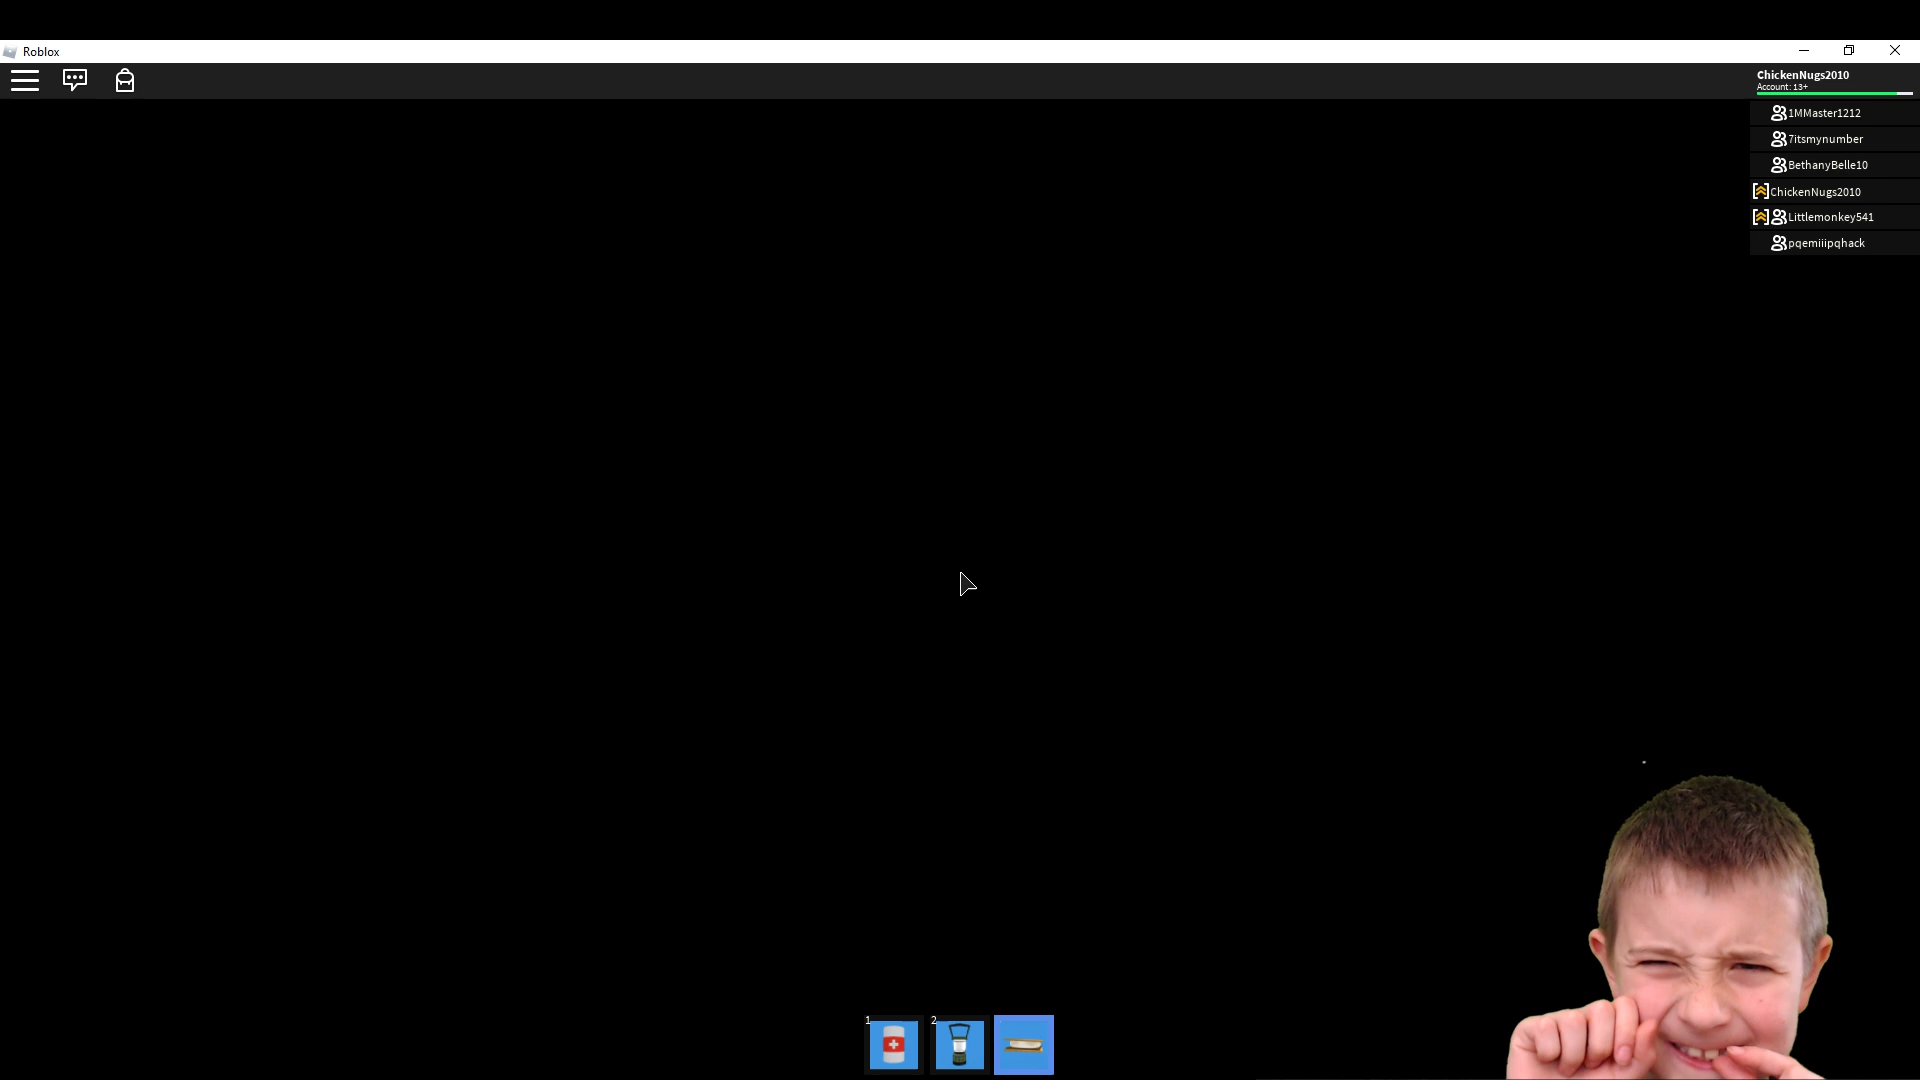 Roblox
ChickenNugs2010
Account: 13+
1MMaster1212
7itsmynumber
BethanyBelle10
ChickenNugs2010
Littlemonkey541
pqemiiipqhack
1
2